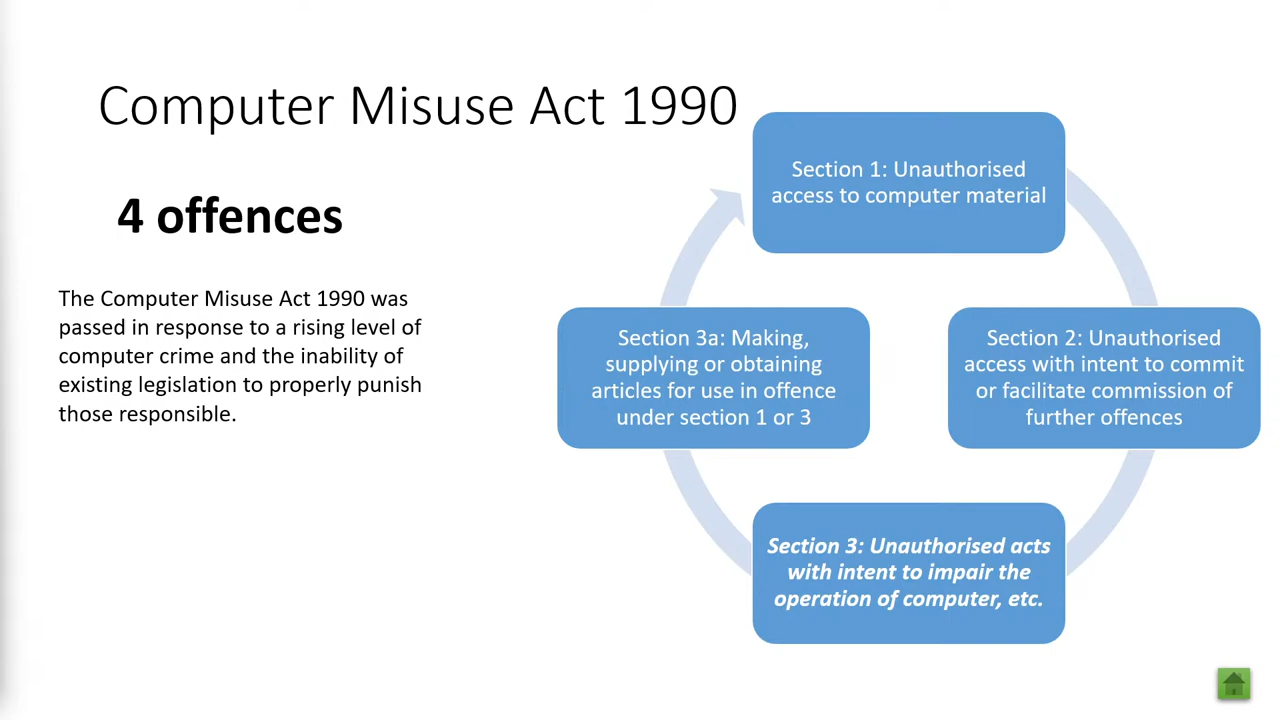 Computer Misuse Act 1990
4 offences
The Computer Misuse Act 1990 was
passed in response to a rising level of
computer crime and the inability of
existing legislation to properly punish
those responsible.
Section 1: Unauthorised
access to computer material
Section 2: Unauthorised
access with intent to commit
or facilitate commission of
further offences
Section 3: Unauthorised acts
with intent to impair the
operation of computer, etc.
Section 3a: Making,
supplying or obtaining
articles for use in offence
under section 1 or 3